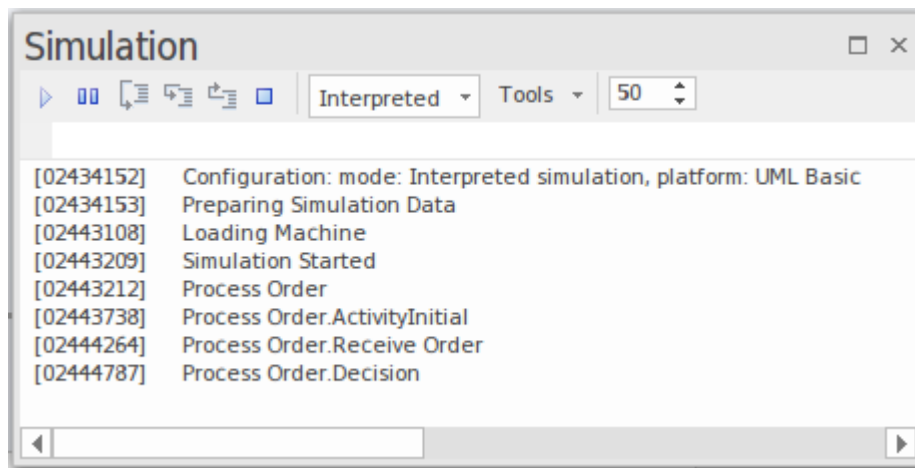 Simulation
Interpreted Tools 50
[02434152] Configuration: mode: Interpreted simulation, platform: UML Basic
[02434153] Preparing Simulation Data
[02443108] Loading Machine
[02443209] Simulation Started
[02443212] Process Order
[02443738] Process Order.ActivityInitial
[02444264] Process Order.Receive Order
[02444787] Process Order.Decision